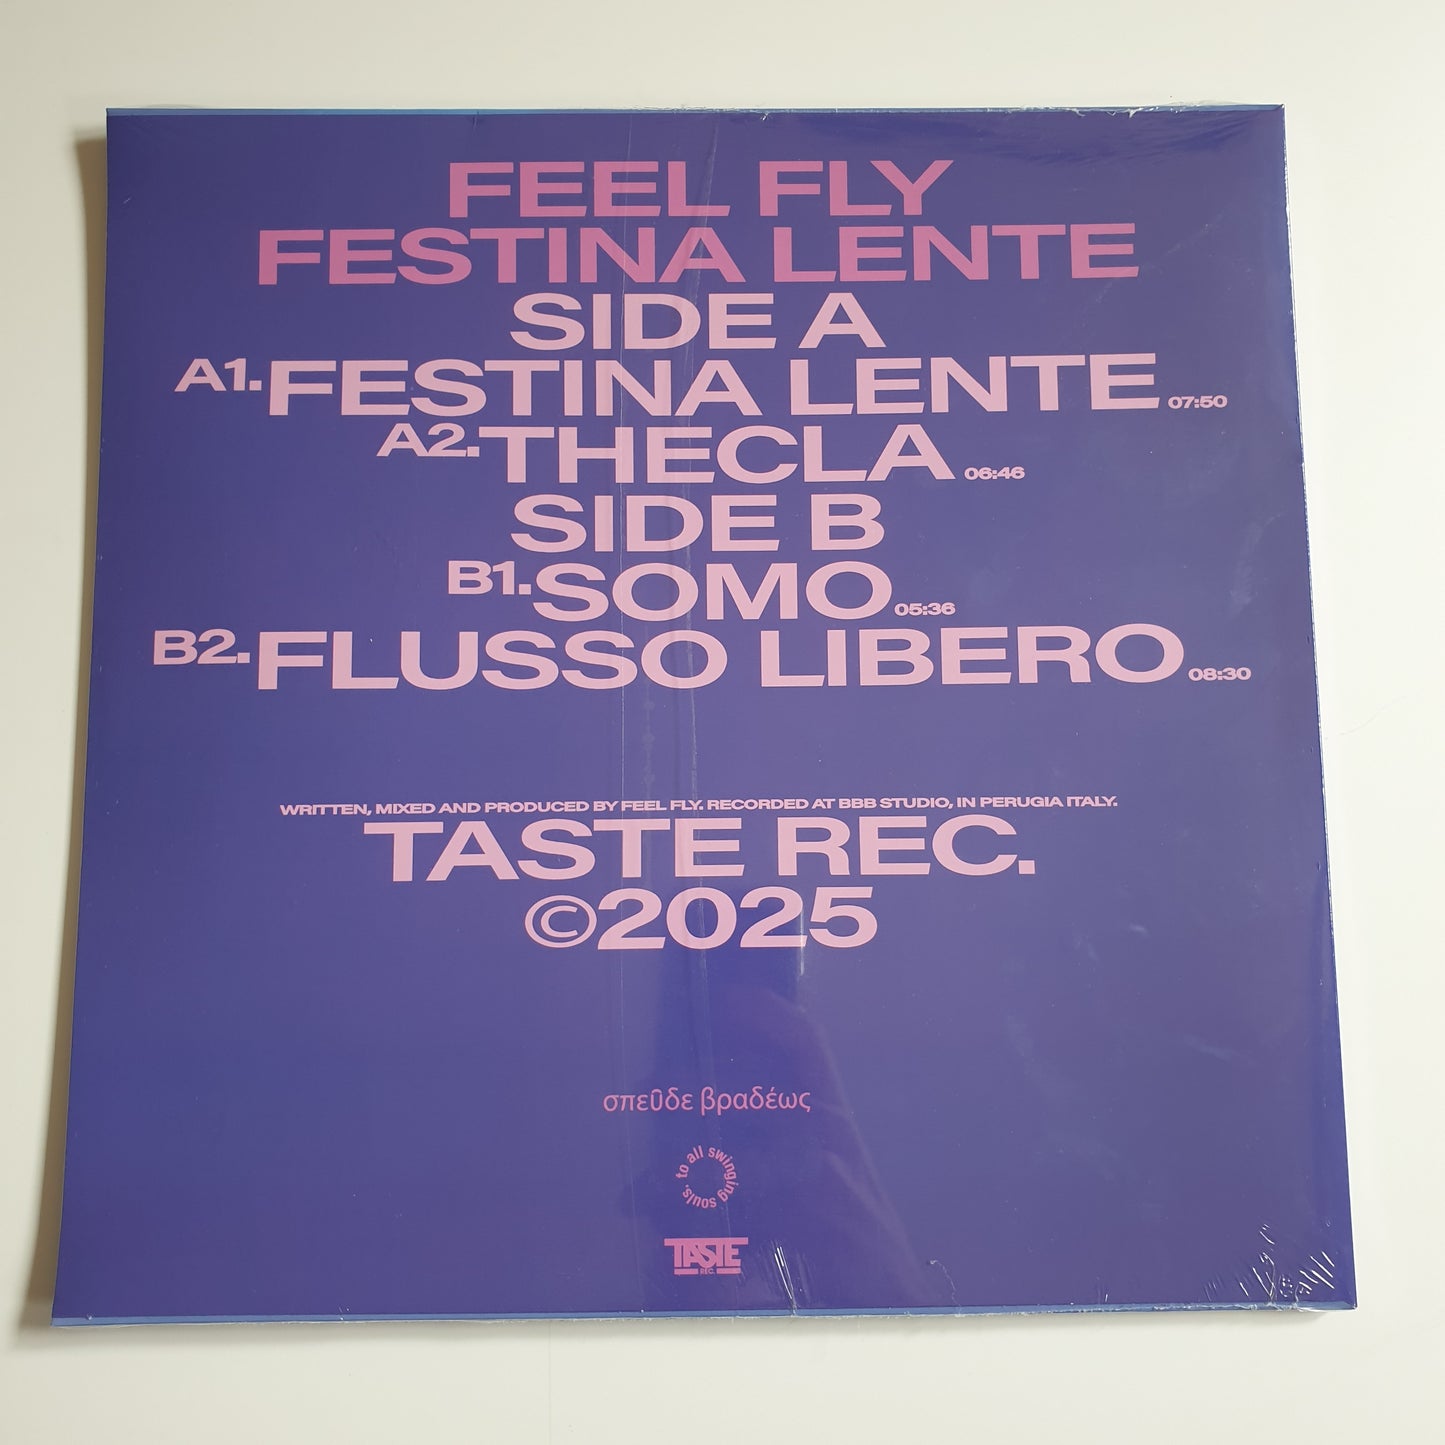 FEEL FLY
FESTINA LENTE
SIDE A
A1. FESTINA LENTE 07:50
A2. THECLA 06:46
SIDE B
B1. SOMO 05:36
B2. FLUSSO LIBERO 08:30
WRITTEN, MIXED AND PRODUCED BY FEEL FLY. RECORDED AT BBB STUDIO, IN PERUGIA ITALY.
TASTE REC.
©2025
σπεῦδε βραδέως
to all swinging souls.
TASTE
REC.